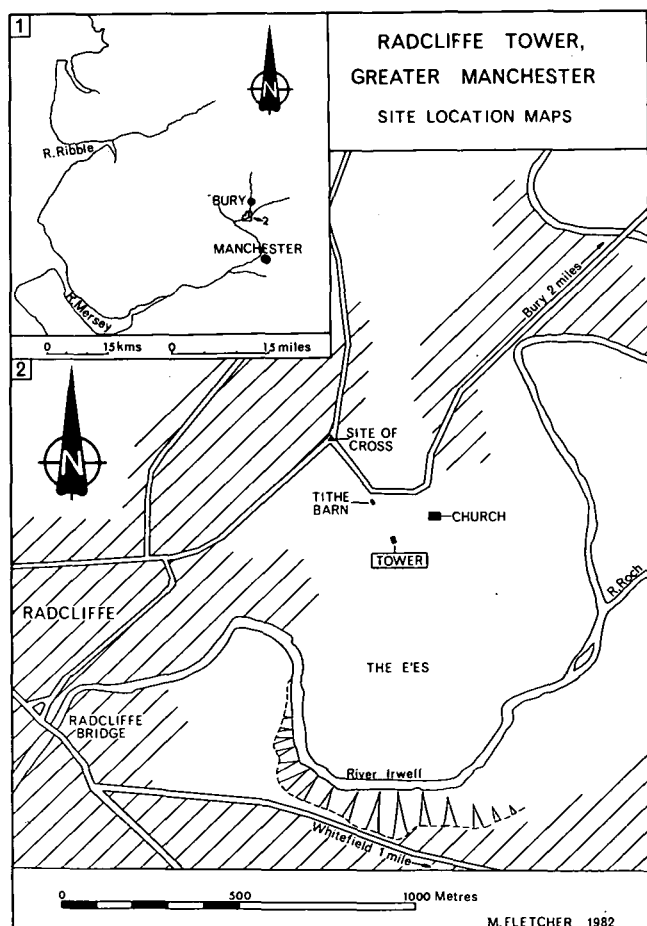 RADCLIFFE TOWER,
GREATER MANCHESTER
SITE LOCATION MAPS
1
N
R.Ribble
BURY
2
MANCHESTER
R.Mersey
0 15 kms 0 15 miles
2
N
Bury 2 miles
SITE OF
CROSS
TITHE
BARN
CHURCH
TOWER
R.Roch
RADCLIFFE
THE E'ES
RADCLIFFE
BRIDGE
River Irwell
Whitefield 1 mile
0 500 1000 Metres
M.FLETCHER 1982